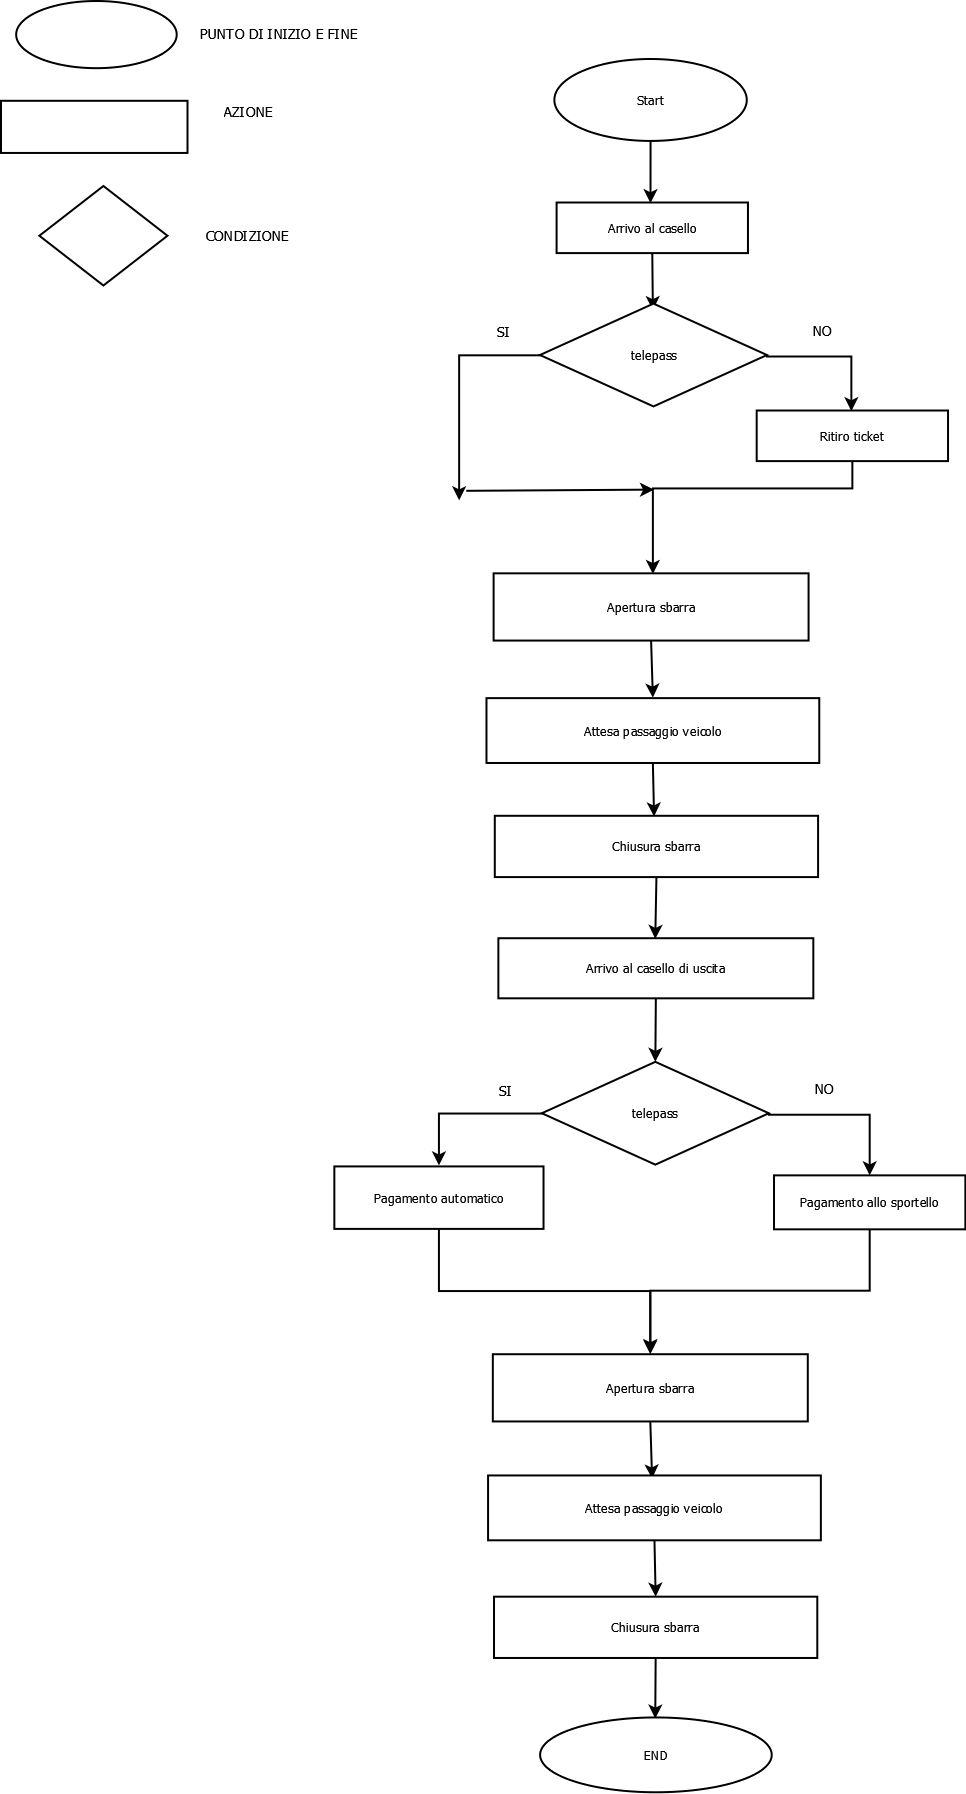 PUNTO DI INIZIO E FINE
AZIONE
CONDIZIONE
Start
Arrivo al casello
telepass
SI
NO
Ritiro ticket
Apertura sbarra
Attesa passaggio veicolo
Chiusura sbarra
Arrivo al casello di uscita
telepass
SI
NO
Pagamento automatico
Pagamento allo sportello
Apertura sbarra
Attesa passaggio veicolo
Chiusura sbarra
END